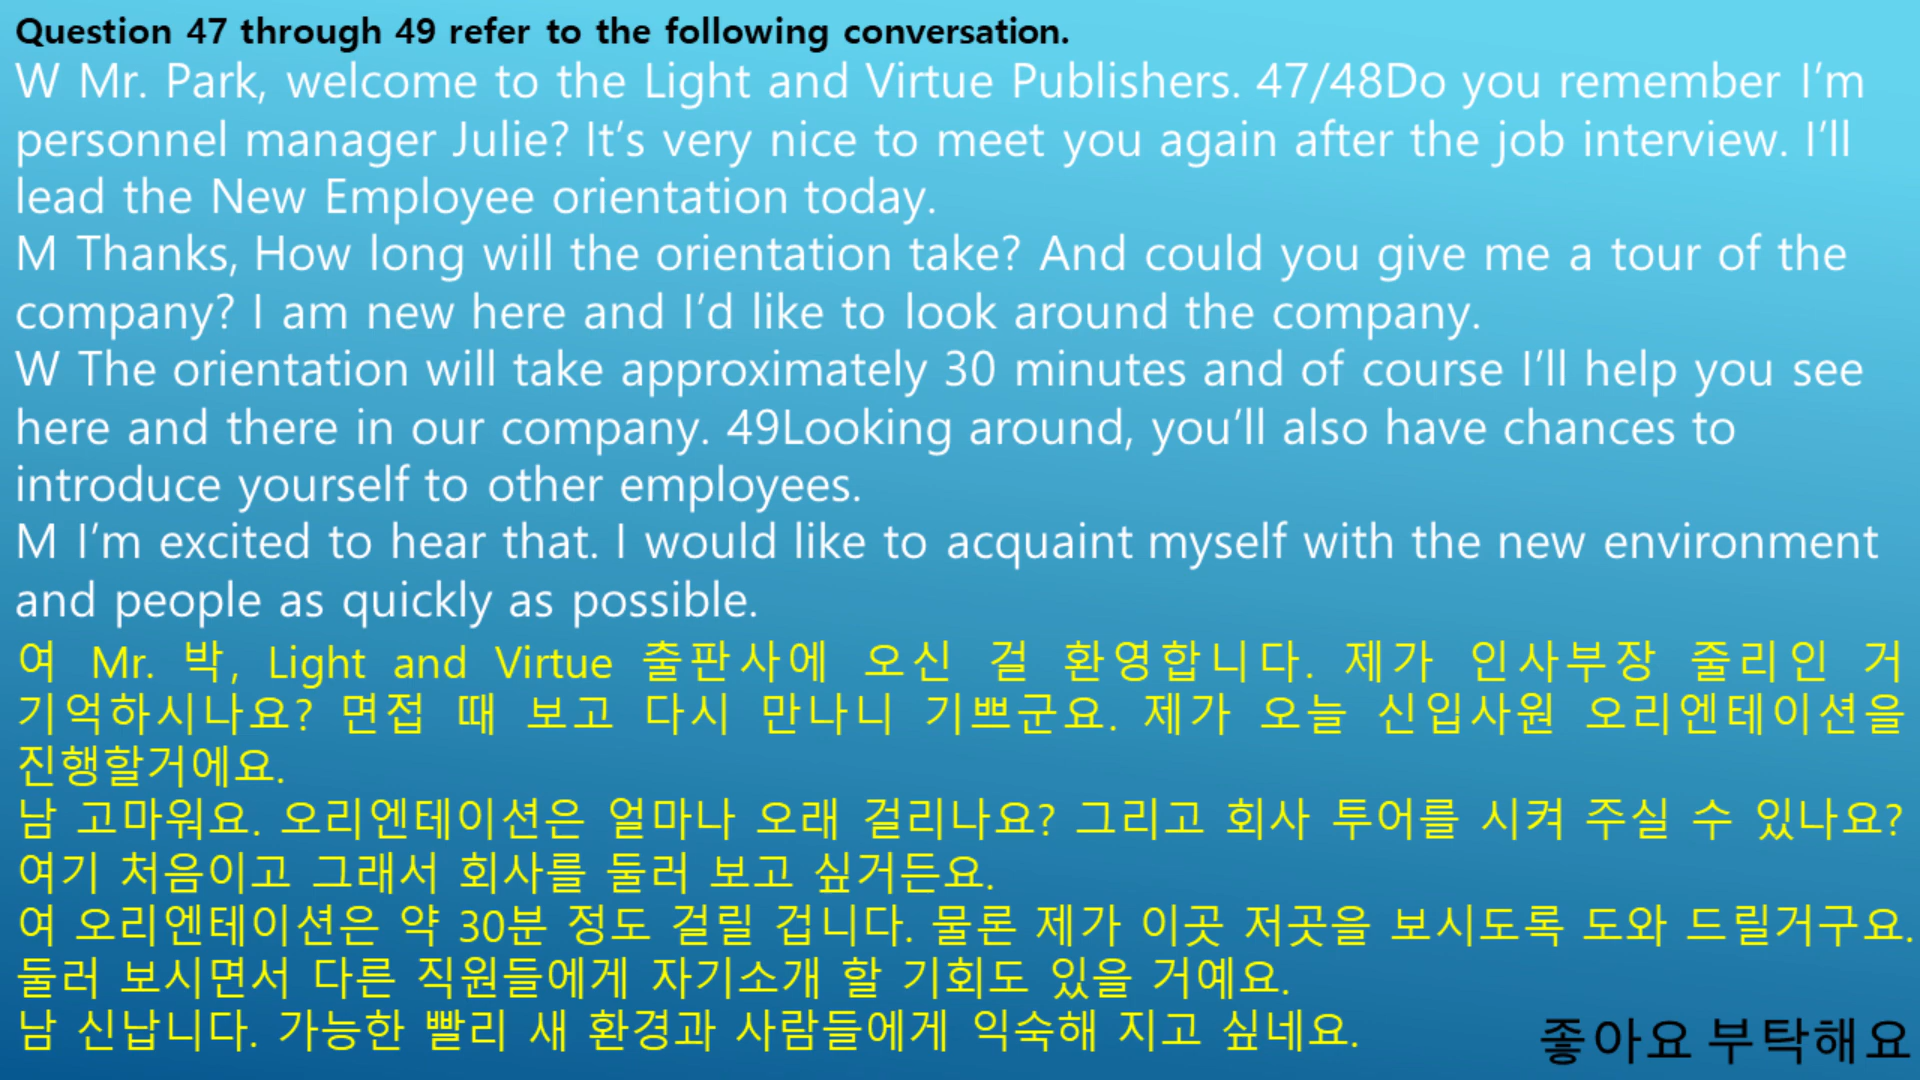 Question 47 through 49 refer to the following conversation.
W Mr. Park, welcome to the Light and Virtue Publishers. 47/48Do you remember I’m
personnel manager Julie? It’s very nice to meet you again after the job interview. I’ll
lead the New Employee orientation today.
M Thanks, How long will the orientation take? And could you give me a tour of the
company? I am new here and I’d like to look around the company.
W The orientation will take approximately 30 minutes and of course I’ll help you see
here and there in our company. 49Looking around, you’ll also have chances to
introduce yourself to other employees.
M I’m excited to hear that. I would like to acquaint myself with the new environment
and people as quickly as possible.
여 Mr. 박, Light and Virtue 출판사에 오신 걸 환영합니다. 제가 인사부장 줄리인 거
기억하시나요? 면접 때 보고 다시 만나니 기쁘군요. 제가 오늘 신입사원 오리엔테이션을
진행할거에요.
남 고마워요. 오리엔테이션은 얼마나 오래 걸리나요? 그리고 회사 투어를 시켜 주실 수 있나요?
여기 처음이고 그래서 회사를 둘러 보고 싶거든요.
여 오리엔테이션은 약 30분 정도 걸릴 겁니다. 물론 제가 이곳 저곳을 보시도록 도와 드릴거구요.
둘러 보시면서 다른 직원들에게 자기소개 할 기회도 있을 거예요.
남 신납니다. 가능한 빨리 새 환경과 사람들에게 익숙해 지고 싶네요.
좋아요 부탁해요